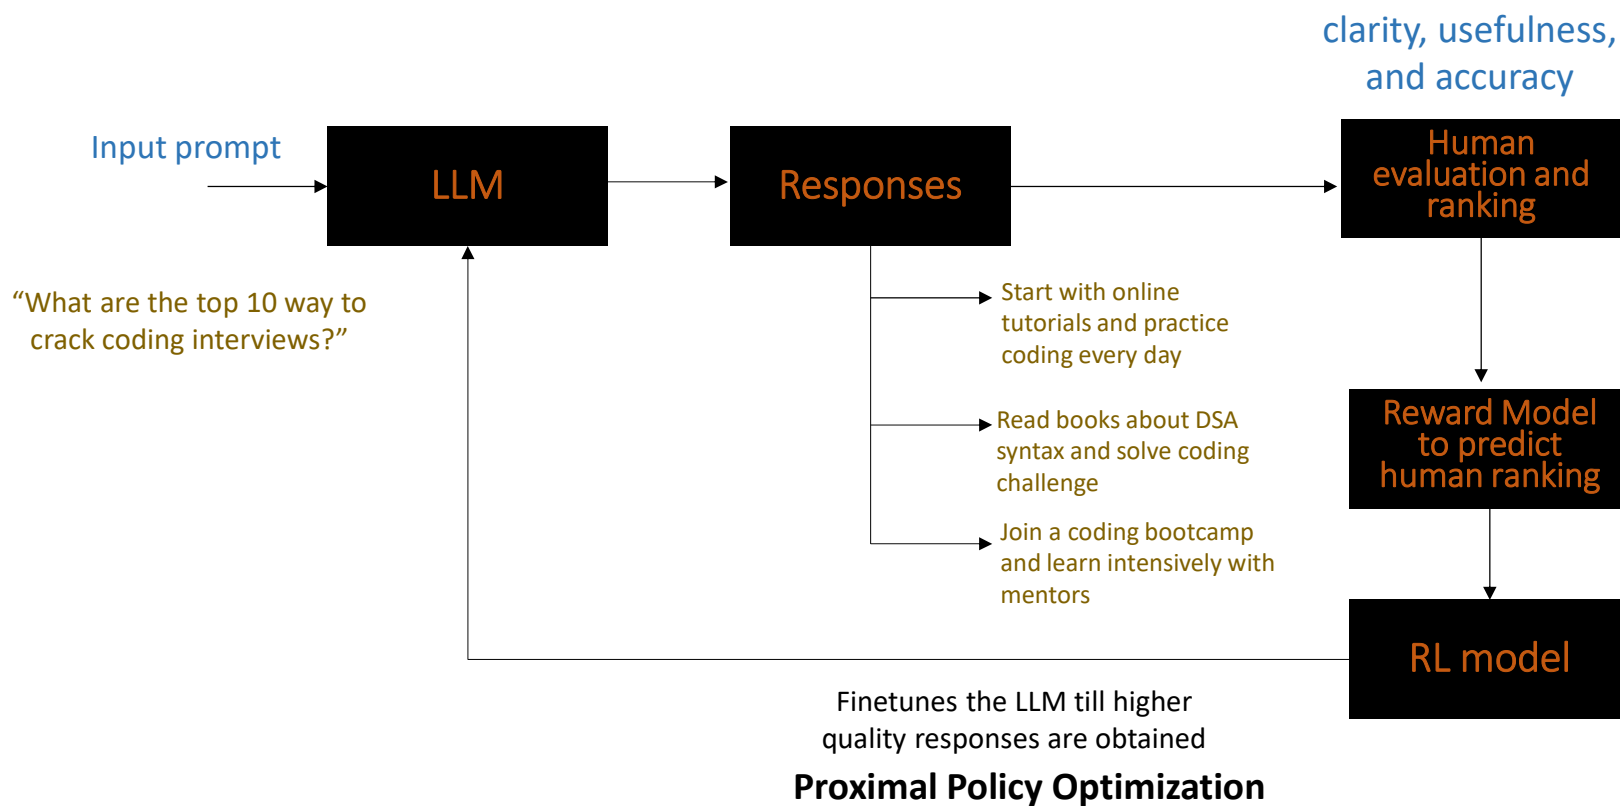 clarity, usefulness,
and accuracy
Input prompt
LLM
Responses
Human
evaluation and
ranking
“What are the top 10 way to
crack coding interviews?”
Start with online
tutorials and practice
coding every day
Read books about DSA
syntax and solve coding
challenge
Join a coding bootcamp
and learn intensively with
mentors
Reward Model
to predict
human ranking
RL model
Finetunes the LLM till higher
quality responses are obtained
Proximal Policy Optimization